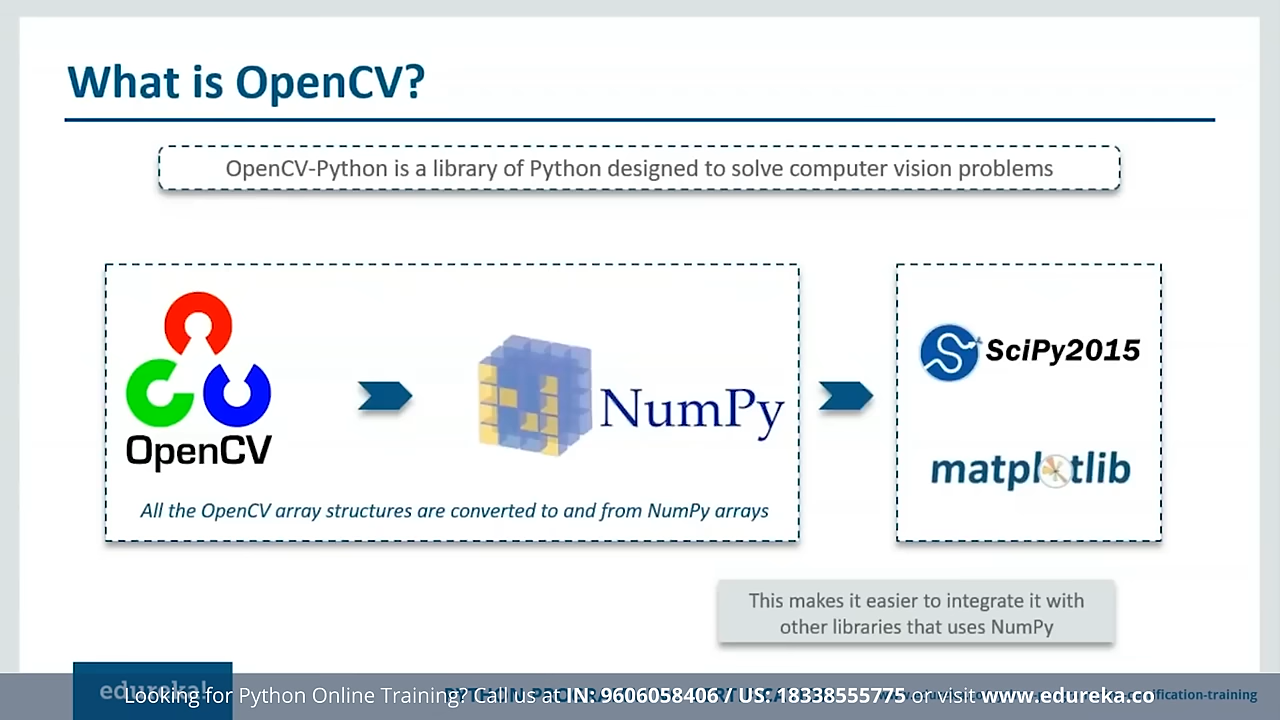 What is OpenCV?
OpenCV-Python is a library of Python designed to solve computer vision problems
OpenCV
NumPy
All the OpenCV array structures are converted to and from NumPy arrays
SciPy2015
matplotlib
This makes it easier to integrate it with
other libraries that uses NumPy
edureka!
Looking for Python Online Training? Call us at IN: 9606058406 / US: 18338555775 or visit www.edureka.co